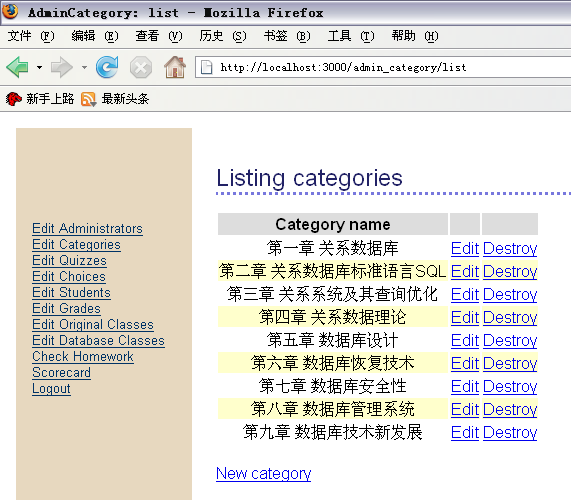 AdminCategory: list - Mozilla Firefox
文件 (F) 编辑 (E) 查看 (V) 历史 (S) 书签 (B) 工具 (T) 帮助 (H)
http://localhost:3000/admin_category/list
新手上路 最新头条
Edit Administrators
Edit Categories
Edit Quizzes
Edit Choices
Edit Students
Edit Grades
Edit Original Classes
Edit Database Classes
Check Homework
Scorecard
Logout
Listing categories
Category name
第一章 关系数据库 Edit Destroy
第二章 关系数据库标准语言SQL Edit Destroy
第三章 关系系统及其查询优化 Edit Destroy
第四章 关系数据理论 Edit Destroy
第五章 数据库设计 Edit Destroy
第六章 数据库恢复技术 Edit Destroy
第七章 数据库安全性 Edit Destroy
第八章 数据库管理系统 Edit Destroy
第九章 数据库技术新发展 Edit Destroy
New category